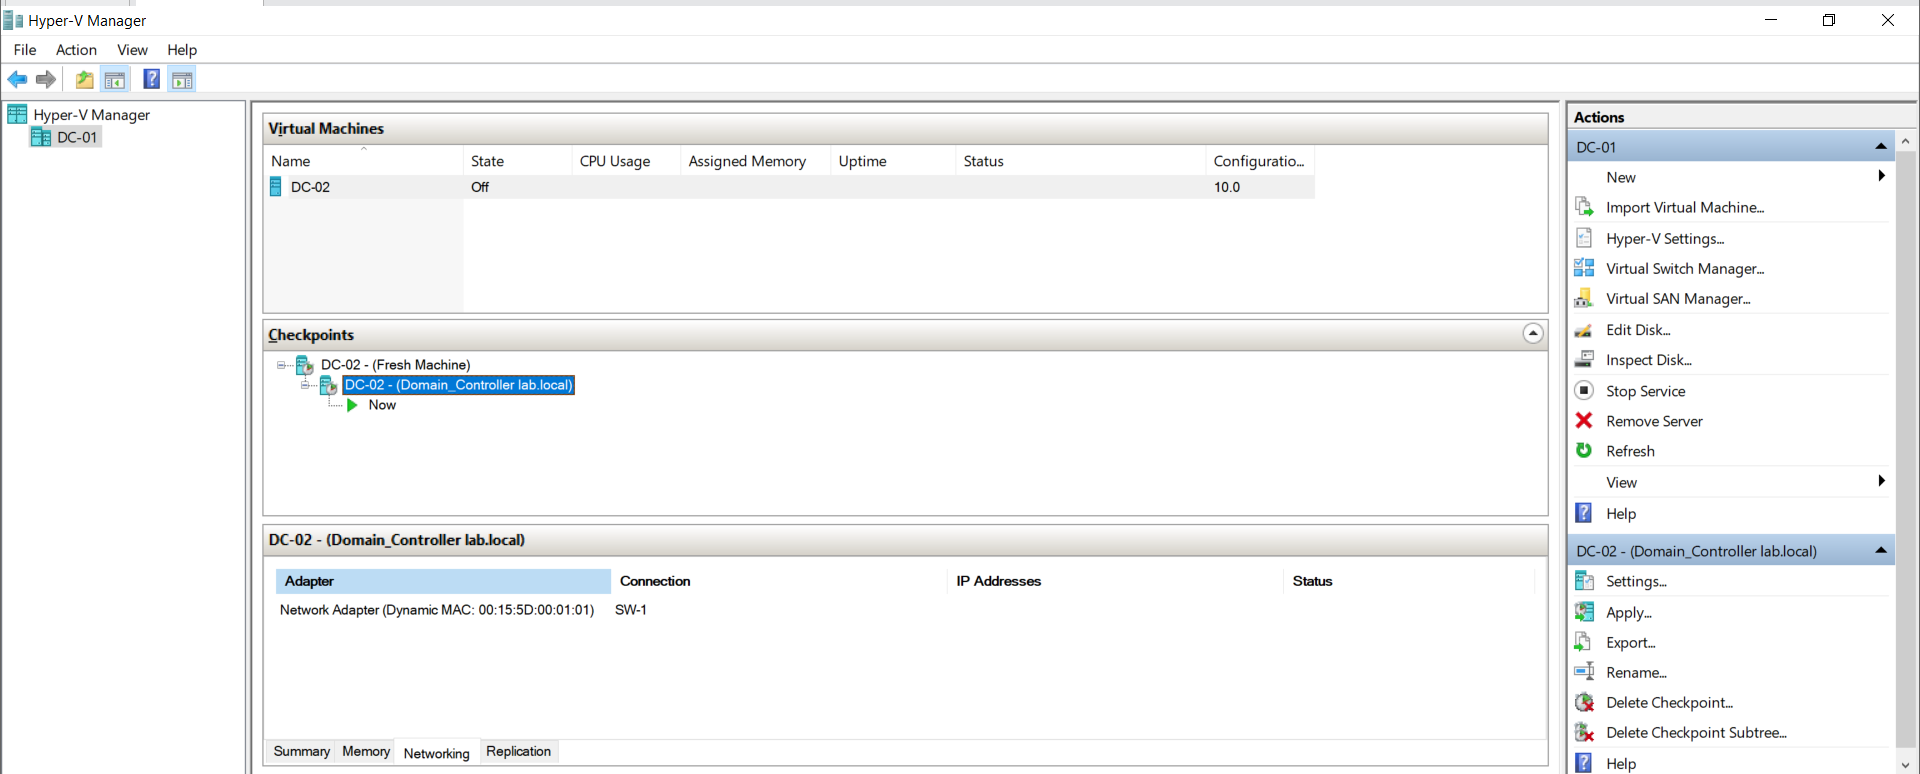 Hyper-V Manager
File Action View Help
Hyper-V Manager
DC-01
Virtual Machines
Name State CPU Usage Assigned Memory Uptime Status Configuratio...
DC-02 Off 10.0
Checkpoints
DC-02 - (Fresh Machine)
DC-02 - (Domain_Controller lab.local)
Now
DC-02 - (Domain_Controller lab.local)
Adapter Connection IP Addresses Status
Network Adapter (Dynamic MAC: 00:15:5D:00:01:01) SW-1
Summary Memory Networking Replication
Actions
DC-01
New
Import Virtual Machine...
Hyper-V Settings...
Virtual Switch Manager...
Virtual SAN Manager...
Edit Disk...
Inspect Disk...
Stop Service
Remove Server
Refresh
View
Help
DC-02 - (Domain_Controller lab.local)
Settings...
Apply...
Export...
Rename...
Delete Checkpoint...
Delete Checkpoint Subtree...
Help